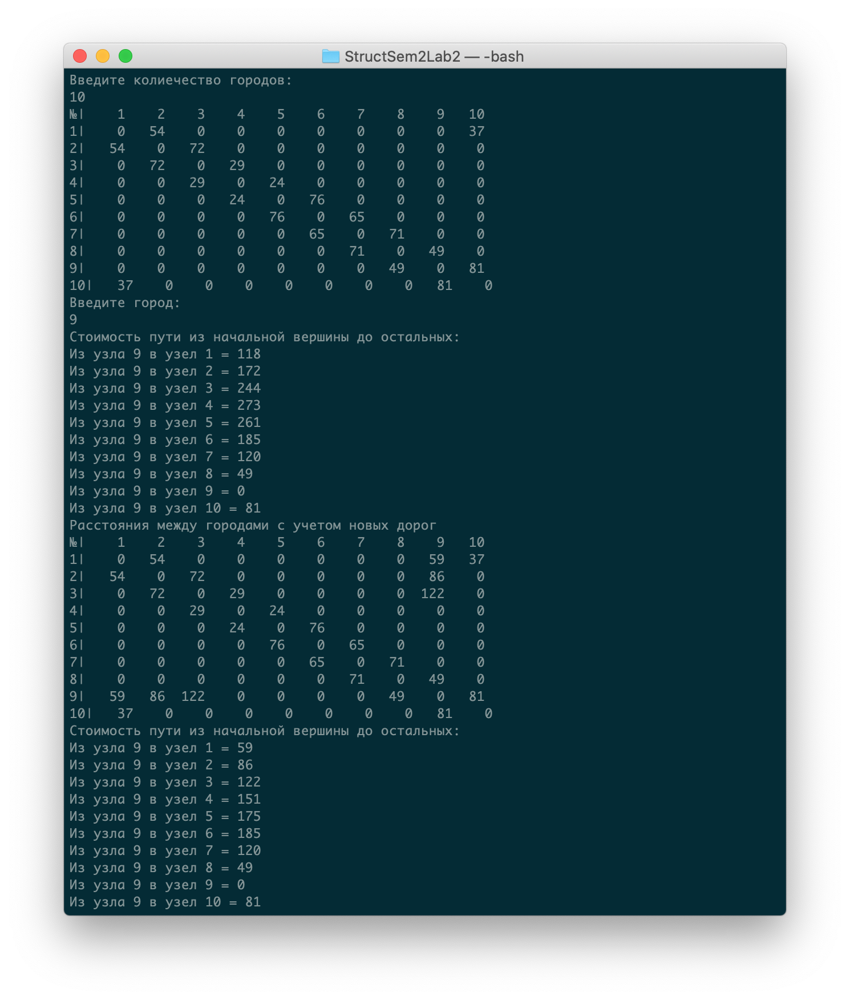 StructSem2Lab2 — -bash
Введите колиечество городов:
10
№|    1    2    3    4    5    6    7    8    9   10
1|    0   54    0    0    0    0    0    0    0   37
2|   54    0   72    0    0    0    0    0    0    0
3|    0   72    0   29    0    0    0    0    0    0
4|    0    0   29    0   24    0    0    0    0    0
5|    0    0    0   24    0   76    0    0    0    0
6|    0    0    0    0   76    0   65    0    0    0
7|    0    0    0    0    0   65    0   71    0    0
8|    0    0    0    0    0    0   71    0   49    0
9|    0    0    0    0    0    0    0   49    0   81
10|   37    0    0    0    0    0    0    0   81    0
Введите город:
9
Стоимость пути из начальной вершины до остальных:
Из узла 9 в узел 1 = 118
Из узла 9 в узел 2 = 172
Из узла 9 в узел 3 = 244
Из узла 9 в узел 4 = 273
Из узла 9 в узел 5 = 261
Из узла 9 в узел 6 = 185
Из узла 9 в узел 7 = 120
Из узла 9 в узел 8 = 49
Из узла 9 в узел 9 = 0
Из узла 9 в узел 10 = 81
Расстояния между городами с учетом новых дорог
№|    1    2    3    4    5    6    7    8    9   10
1|    0   54    0    0    0    0    0    0   59   37
2|   54    0   72    0    0    0    0    0   86    0
3|    0   72    0   29    0    0    0    0  122    0
4|    0    0   29    0   24    0    0    0    0    0
5|    0    0    0   24    0   76    0    0    0    0
6|    0    0    0    0   76    0   65    0    0    0
7|    0    0    0    0    0   65    0   71    0    0
8|    0    0    0    0    0    0   71    0   49    0
9|   59   86  122    0    0    0    0   49    0   81
10|   37    0    0    0    0    0    0    0   81    0
Стоимость пути из начальной вершины до остальных:
Из узла 9 в узел 1 = 59
Из узла 9 в узел 2 = 86
Из узла 9 в узел 3 = 122
Из узла 9 в узел 4 = 151
Из узла 9 в узел 5 = 175
Из узла 9 в узел 6 = 185
Из узла 9 в узел 7 = 120
Из узла 9 в узел 8 = 49
Из узла 9 в узел 9 = 0
Из узла 9 в узел 10 = 81